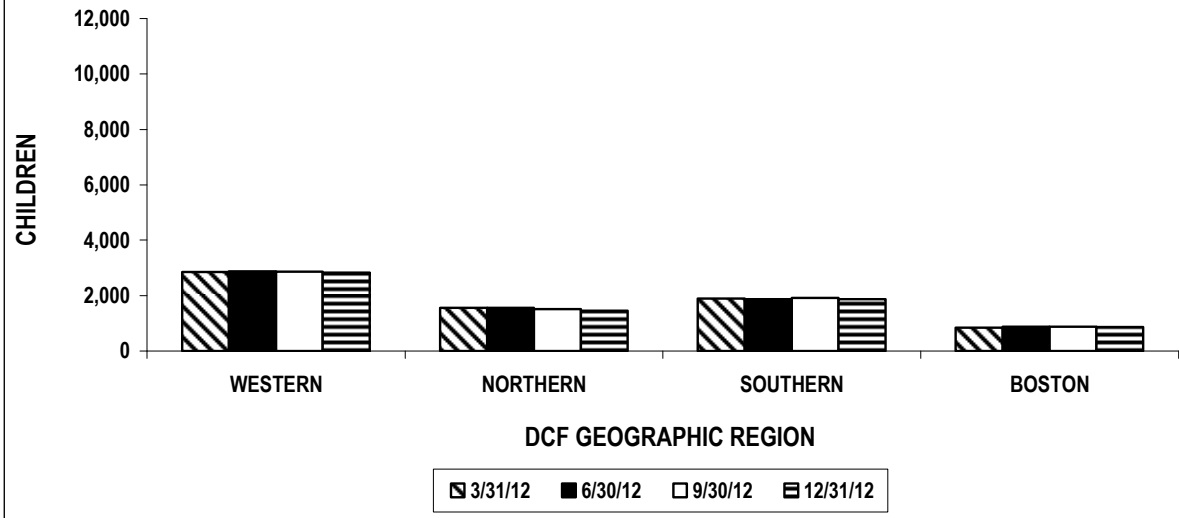 12,000
10,000
8,000
6,000
4,000
2,000
0
CHILDREN
WESTERN NORTHERN SOUTHERN BOSTON
DCF GEOGRAPHIC REGION
3/31/12 6/30/12 9/30/12 12/31/12